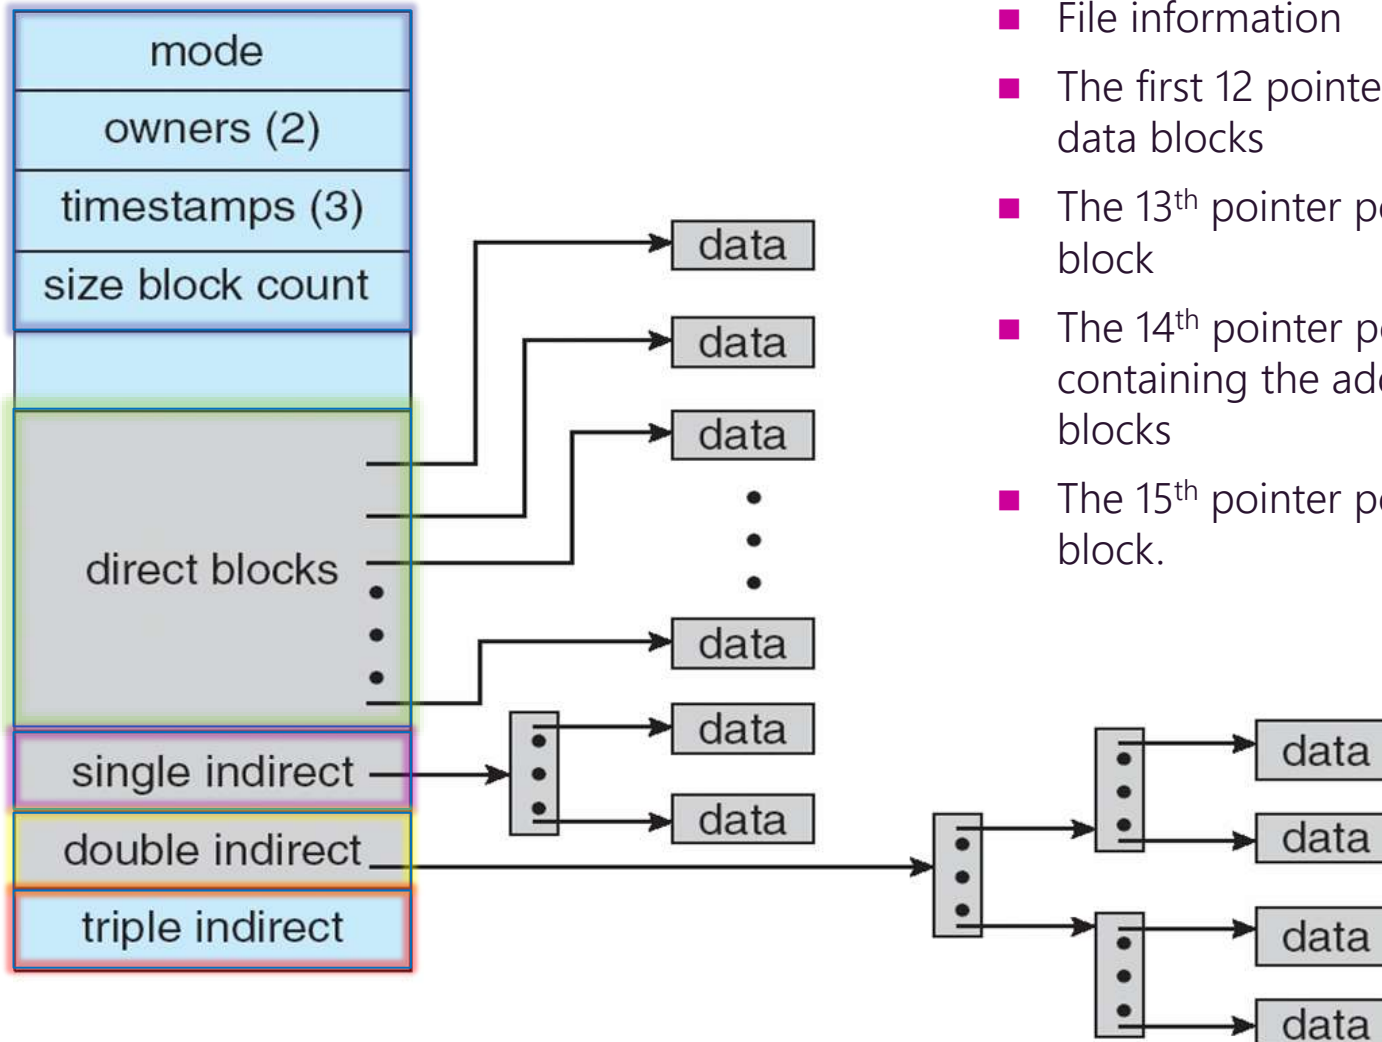 mode
owners (2)
timestamps (3)
size block count
direct blocks
single indirect
double indirect
triple indirect
data
data
data
data
data
data
data
data
data
data
File information
The first 12
data blocks
The 13th pointer
block
The 14th pointer
containing the
blocks
The 15th pointer
block.